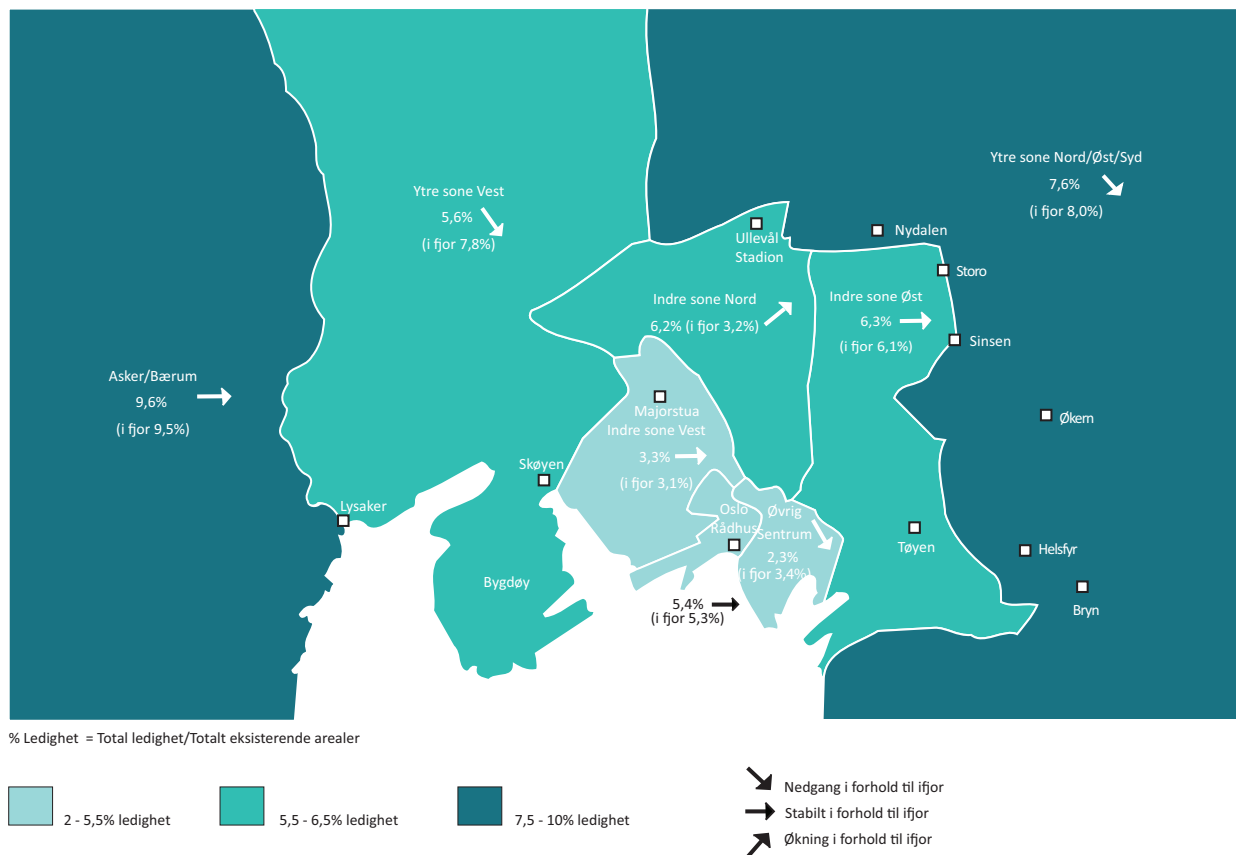 Ytre sone Nord/Øst/Syd
7,6%
(i fjor 8,0%)
Ytre sone Vest
5,6%
(i fjor 7,8%)
Ullevål
Stadion
Nydalen
Storo
Indre sone Nord
6,2% (i fjor 3,2%)
Indre sone Øst
6,3%
(i fjor 6,1%)
Sinsen
Asker/Bærum
9,6%
(i fjor 9,5%)
Majorstua
Indre sone Vest
3,3%
(i fjor 3,1%)
Økern
Skøyen
Lysaker
Oslo
Rådhus
Øvrig
Sentrum
2,3%
(i fjor 3,4%)
Tøyen
Helsfyr
Bygdøy
5,4%
(i fjor 5,3%)
Bryn
% Ledighet = Total ledighet/Totalt eksisterende arealer
2 - 5,5% ledighet
5,5 - 6,5% ledighet
7,5 - 10% ledighet
Nedgang i forhold til ifjor
Stabilt i forhold til ifjor
Økning i forhold til ifjor